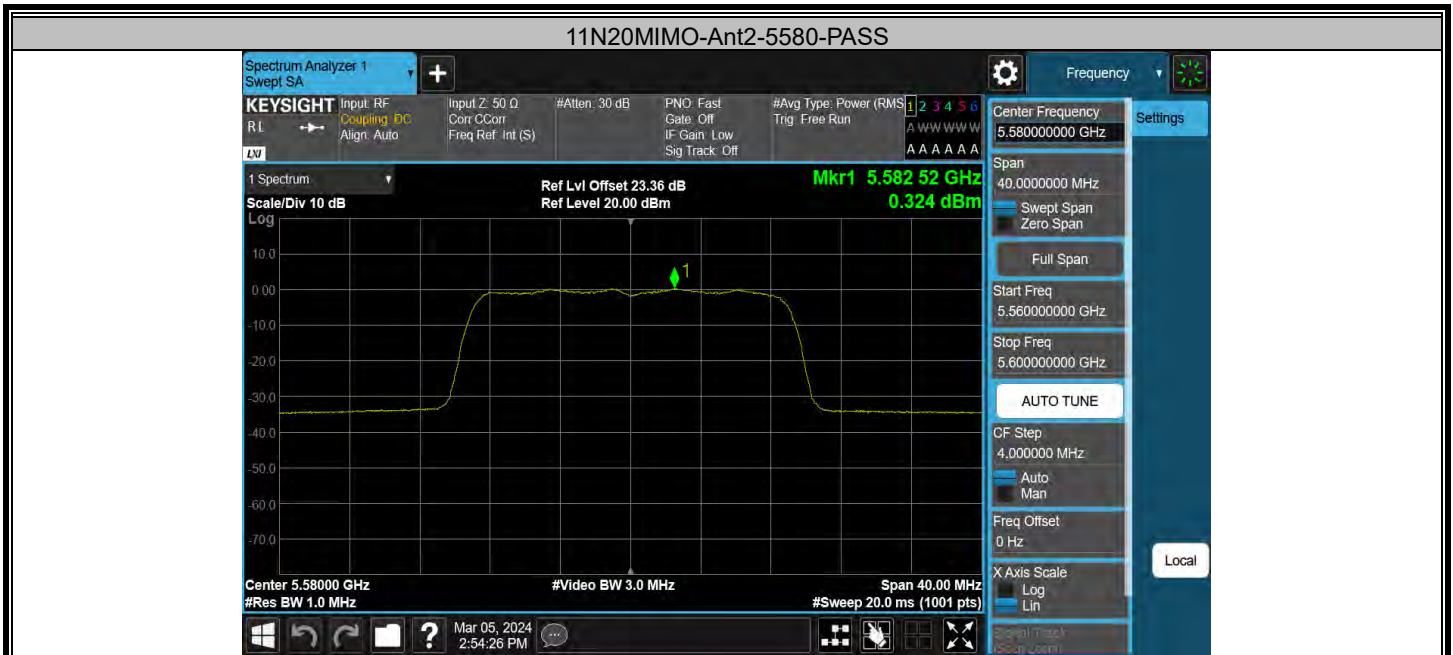 11N20MIMO-Ant2-5580-PASS
Spectrum Analyzer 1
Swept SA
Frequency
KEYSIGHT
RL
LXI
Input: RF
Coupling: DC
Align: Auto
Input Z: 50 Ω
Corr CCorr
Freq Ref: Int (S)
#Atten: 30 dB
PNO: Fast
Gate: Off
IF Gain: Low
Sig Track: Off
#Avg Type: Power (RMS
Trig: Free Run
1 2 3 4 5 6
A W W W W W
A A A A A A
1 Spectrum
Scale/Div 10 dB
Log
Ref Lvl Offset 23.36 dB
Ref Level 20.00 dBm
Mkr1 5.582 52 GHz
0.324 dBm
1
10.0
0.00
-10.0
-20.0
-30.0
-40.0
-50.0
-60.0
-70.0
Center 5.58000 GHz
#Video BW 3.0 MHz
Span 40.00 MHz
#Res BW 1.0 MHz
#Sweep 20.0 ms (1001 pts)
Center Frequency
5.580000000 GHz
Settings
Span
40.0000000 MHz
Swept Span
Zero Span
Full Span
Start Freq
5.560000000 GHz
Stop Freq
5.600000000 GHz
AUTO TUNE
CF Step
4.000000 MHz
Auto
Man
Freq Offset
0 Hz
X Axis Scale
Log
Lin
Local
Mar 05, 2024
2:54:26 PM